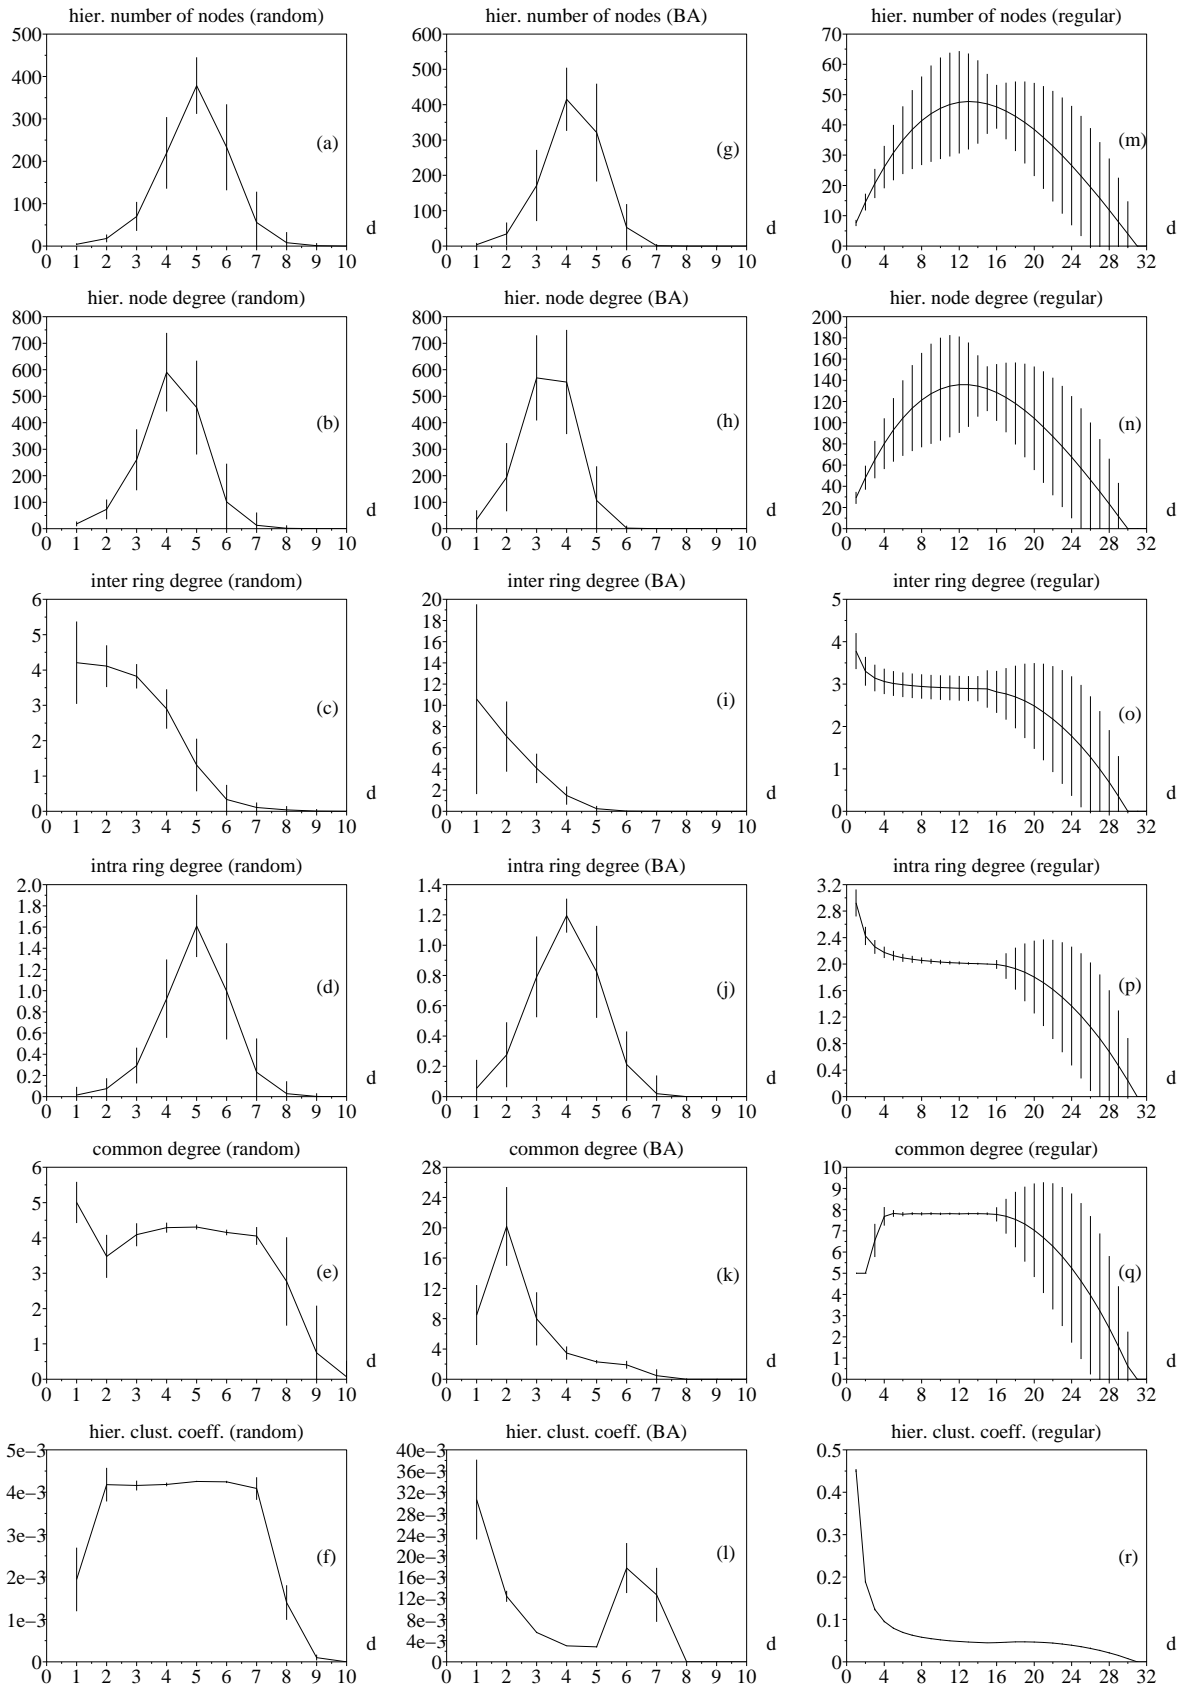 hier. number of nodes (random)
500
400
300
200
100
0
(a)
d
0 1 2 3 4 5 6 7 8 9 10
hier. number of nodes (BA)
600
500
400
300
200
100
0
(g)
d
0 1 2 3 4 5 6 7 8 9 10
hier. number of nodes (regular)
70
60
50
40
30
20
10
0
(m)
d
0 4 8 12 16 20 24 28 32
hier. node degree (random)
800
700
600
500
400
300
200
100
0
(b)
d
0 1 2 3 4 5 6 7 8 9 10
hier. node degree (BA)
800
700
600
500
400
300
200
100
0
(h)
d
0 1 2 3 4 5 6 7 8 9 10
hier. node degree (regular)
200
180
160
140
120
100
80
60
40
20
0
(n)
d
0 4 8 12 16 20 24 28 32
inter ring degree (random)
6
5
4
3
2
1
0
(c)
d
0 1 2 3 4 5 6 7 8 9 10
inter ring degree (BA)
20
18
16
14
12
10
8
6
4
2
0
(i)
d
0 1 2 3 4 5 6 7 8 9 10
inter ring degree (regular)
5
4
3
2
1
0
(o)
d
0 4 8 12 16 20 24 28 32
intra ring degree (random)
2.0
1.8
1.6
1.4
1.2
1.0
0.8
0.6
0.4
0.2
0
(d)
d
0 1 2 3 4 5 6 7 8 9 10
intra ring degree (BA)
1.4
1.2
1.0
0.8
0.6
0.4
0.2
0
(j)
d
0 1 2 3 4 5 6 7 8 9 10
intra ring degree (regular)
3.2
2.8
2.4
2.0
1.6
1.2
0.8
0.4
0
(p)
d
0 4 8 12 16 20 24 28 32
common degree (random)
6
5
4
3
2
1
0
(e)
d
0 1 2 3 4 5 6 7 8 9 10
common degree (BA)
28
24
20
16
12
8
4
0
(k)
d
0 1 2 3 4 5 6 7 8 9 10
common degree (regular)
10
9
8
7
6
5
4
3
2
1
0
(q)
d
0 4 8 12 16 20 24 28 32
hier. clust. coeff. (random)
5e−3
4e−3
3e−3
2e−3
1e−3
0
(f)
d
0 1 2 3 4 5 6 7 8 9 10
hier. clust. coeff. (BA)
40e−3
36e−3
32e−3
28e−3
24e−3
20e−3
16e−3
12e−3
8e−3
4e−3
0
(l)
d
0 1 2 3 4 5 6 7 8 9 10
hier. clust. coeff. (regular)
0.5
0.4
0.3
0.2
0.1
0
(r)
d
0 4 8 12 16 20 24 28 32